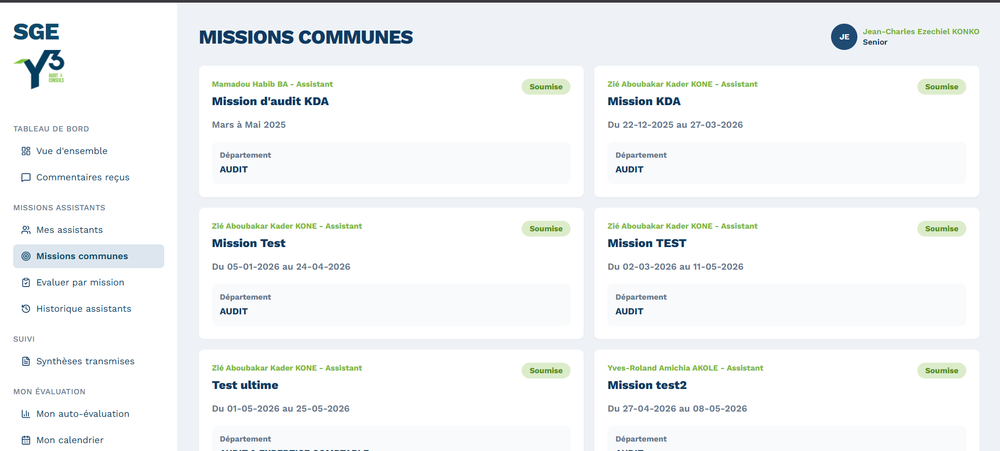 SGE
Y3
AUDIT &
CONSEILS
TABLEAU DE BORD
Vue d'ensemble
Commentaires reçus
MISSIONS ASSISTANTS
Mes assistants
Missions communes
Evaluer par mission
Historique assistants
SUIVI
Synthèses transmises
MON ÉVALUATION
Mon auto-évaluation
Mon calendrier
MISSIONS COMMUNES
JE
Jean-Charles Ezechiel KONKO
Senior
Mamadou Habib BA - Assistant
Soumise
Mission d'audit KDA
Mars à Mai 2025
Département
AUDIT
Zié Aboubakar Kader KONE - Assistant
Soumise
Mission KDA
Du 22-12-2025 au 27-03-2026
Département
AUDIT
Zié Aboubakar Kader KONE - Assistant
Soumise
Mission Test
Du 05-01-2026 au 24-04-2026
Département
AUDIT
Zié Aboubakar Kader KONE - Assistant
Soumise
Mission TEST
Du 02-03-2026 au 11-05-2026
Département
AUDIT
Zié Aboubakar Kader KONE - Assistant
Soumise
Test ultime
Du 01-05-2026 au 25-05-2026
Département
AUDIT & EXPERTISE COMPTABLE
Yves-Roland Amichia AKOLE - Assistant
Soumise
Mission test2
Du 27-04-2026 au 08-05-2026
Département
AUDIT